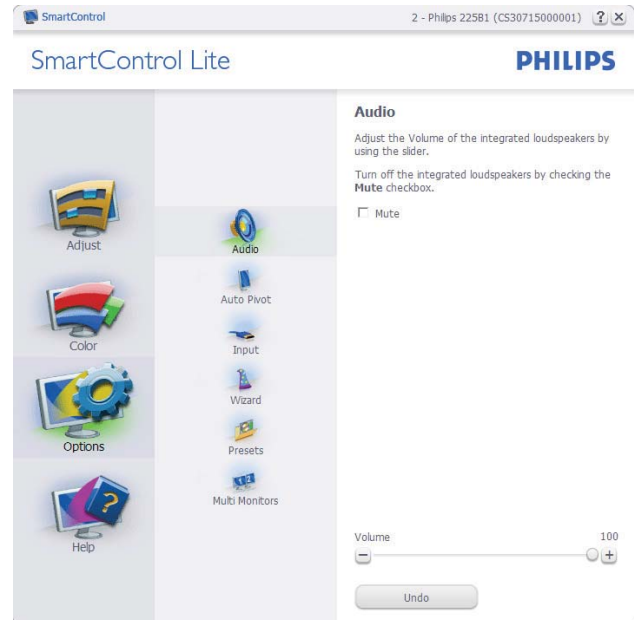 SmartControl
2 - Philips 225B1 (CS30715000001)
?
SmartControl Lite
PHILIPS
Adjust
Color
Options
Help
Audio
Auto Pivot
Input
Wizard
Presets
1 2
Multi Monitors
Audio
Adjust the Volume of the integrated loudspeakers by
using the slider.
Turn off the integrated loudspeakers by checking the
Mute checkbox.
Mute
Volume
100
Undo